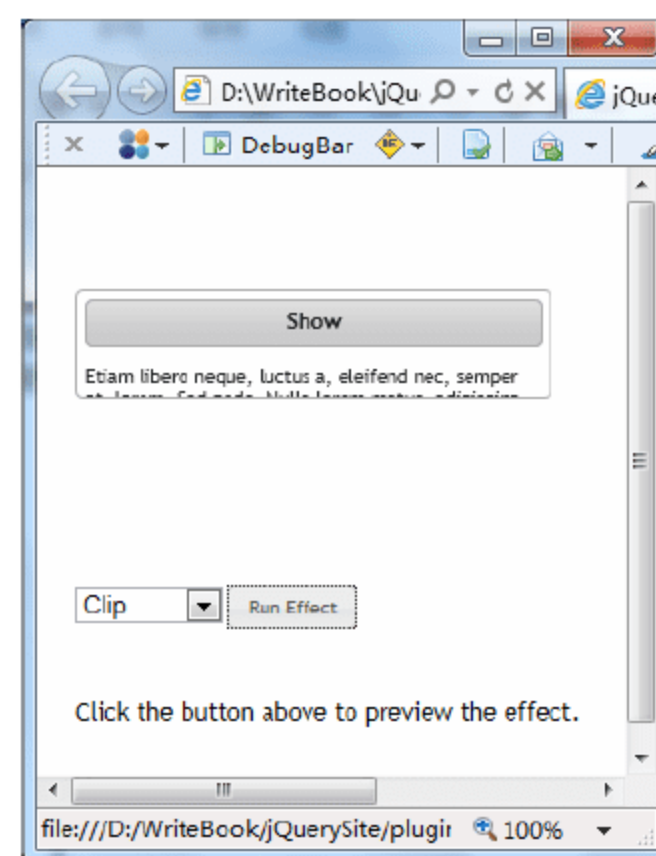 D:\WriteBook\jQu
jQue
DebugBar
Show
Etiam libero neque, luctus a, eleifend nec, semper
Clip
Run Effect
Click the button above to preview the effect.
file:///D:/WriteBook/jQuerySite/plugin
100%